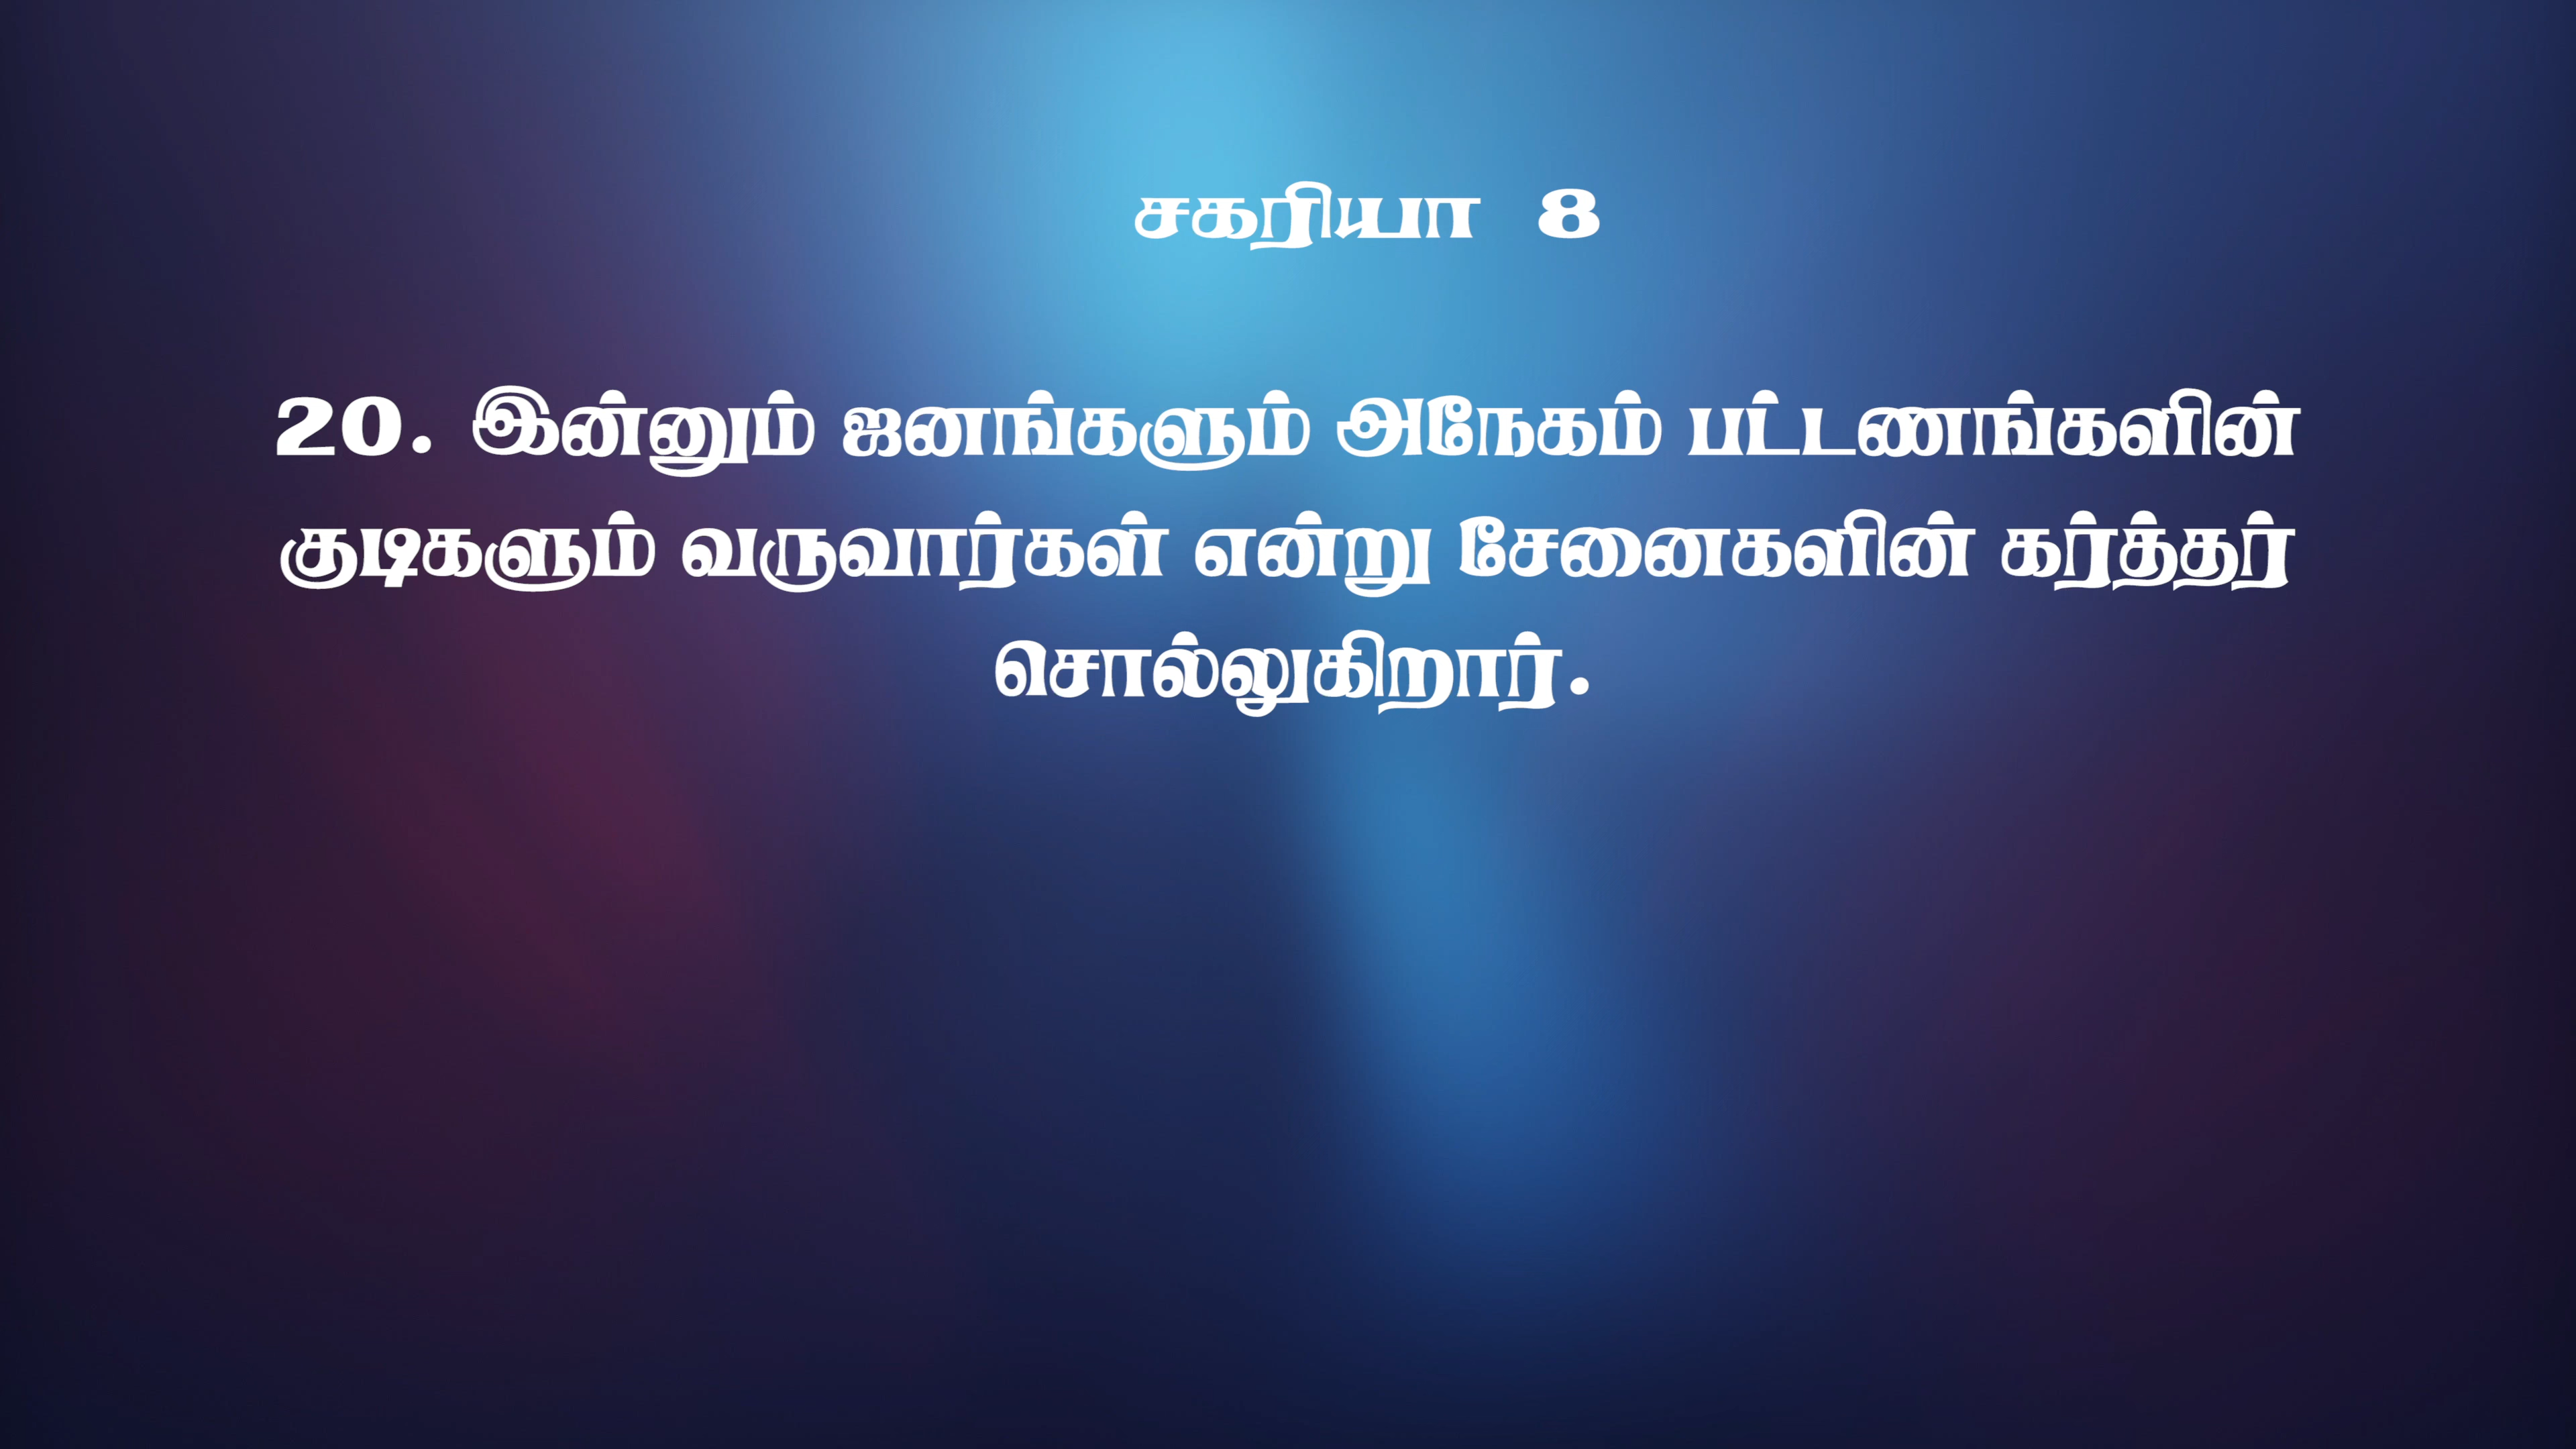 சகரியா 8
20. இன்னும் ஜனங்களும் அநேகம் பட்டணங்களின்
குடிகளும் வருவார்கள் என்று சேனைகளின் கர்த்தர்
சொல்லுகிறார்.